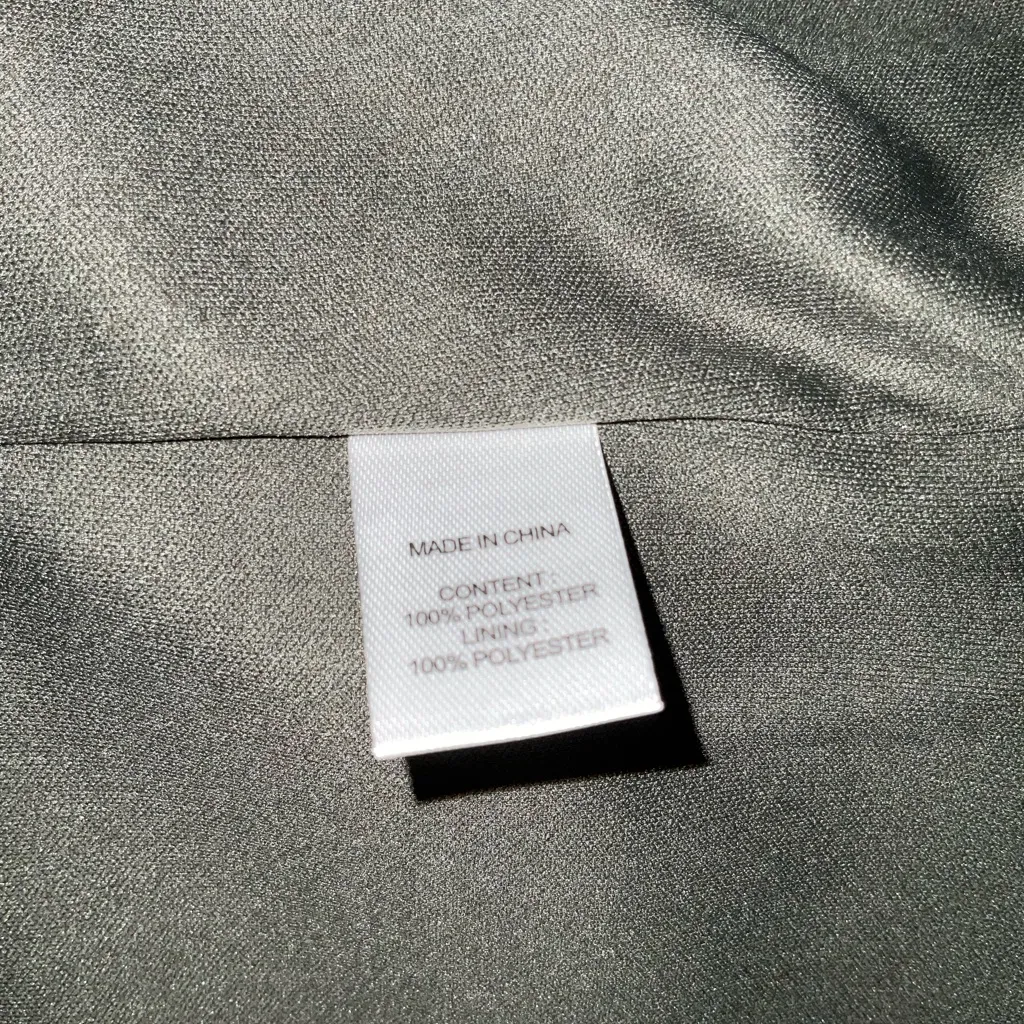 MADE IN CHINA
CONTENT :
100% POLYESTER
LINING :
100% POLYESTER